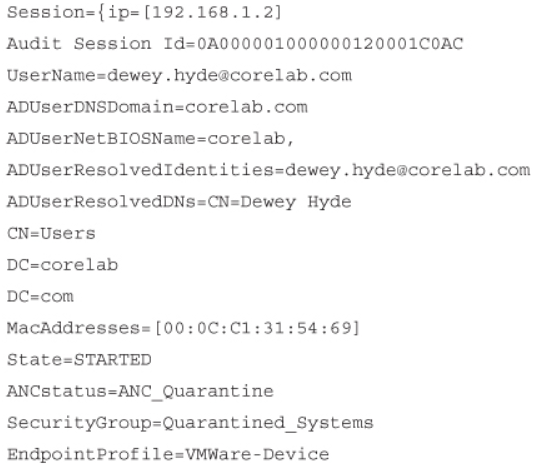 Session={ip=[192.168.1.2]
Audit Session Id=0A000001000000120001C0AC
UserName=dewey.hyde@corelab.com
ADUserDNSDomain=corelab.com
ADUserNetBIOSName=corelab,
ADUserResolvedIdentities=dewey.hyde@corelab.com
ADUserResolvedDNs=CN=Dewey Hyde
CN=Users
DC=corelab
DC=com
MacAddresses=[00:0C:C1:31:54:69]
State=STARTED
ANCstatus=ANC_Quarantine
SecurityGroup=Quarantined_Systems
EndpointProfile=VMWare-Device